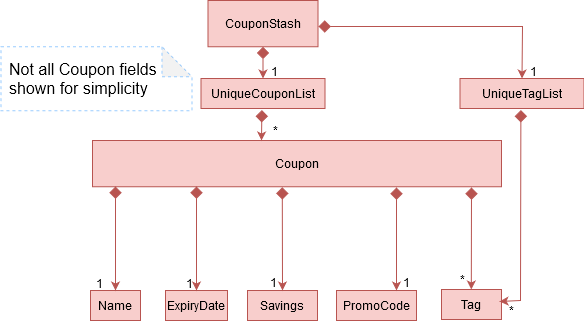 CouponStash
Not all Coupon fields
shown for simplicity
1
1
UniqueCouponList
UniqueTagList
*
Coupon
1
1
1
1
*
*
Name
ExpiryDate
Savings
PromoCode
Tag